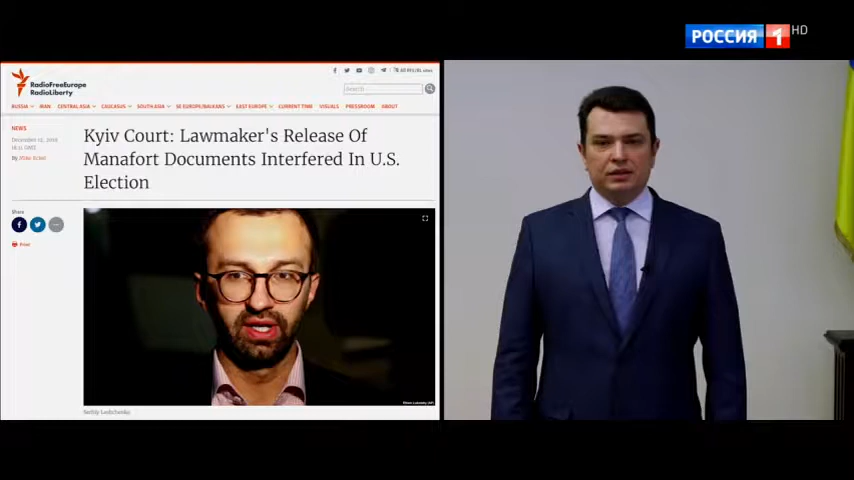 РОССИЯ 1 HD
RadioFreeEurope
RadioLiberty
Search
RUSSIA IRAN CENTRAL ASIA CAUCASUS SOUTH ASIA SE EUROPE/BALKANS EAST EUROPE CURRENT TIME VISUALS PRESSROOM ABOUT
NEWS
Kyiv Court: Lawmaker's Release Of
Manafort Documents Interfered In U.S.
Election
Share
Print
Serhiy Leshchenko